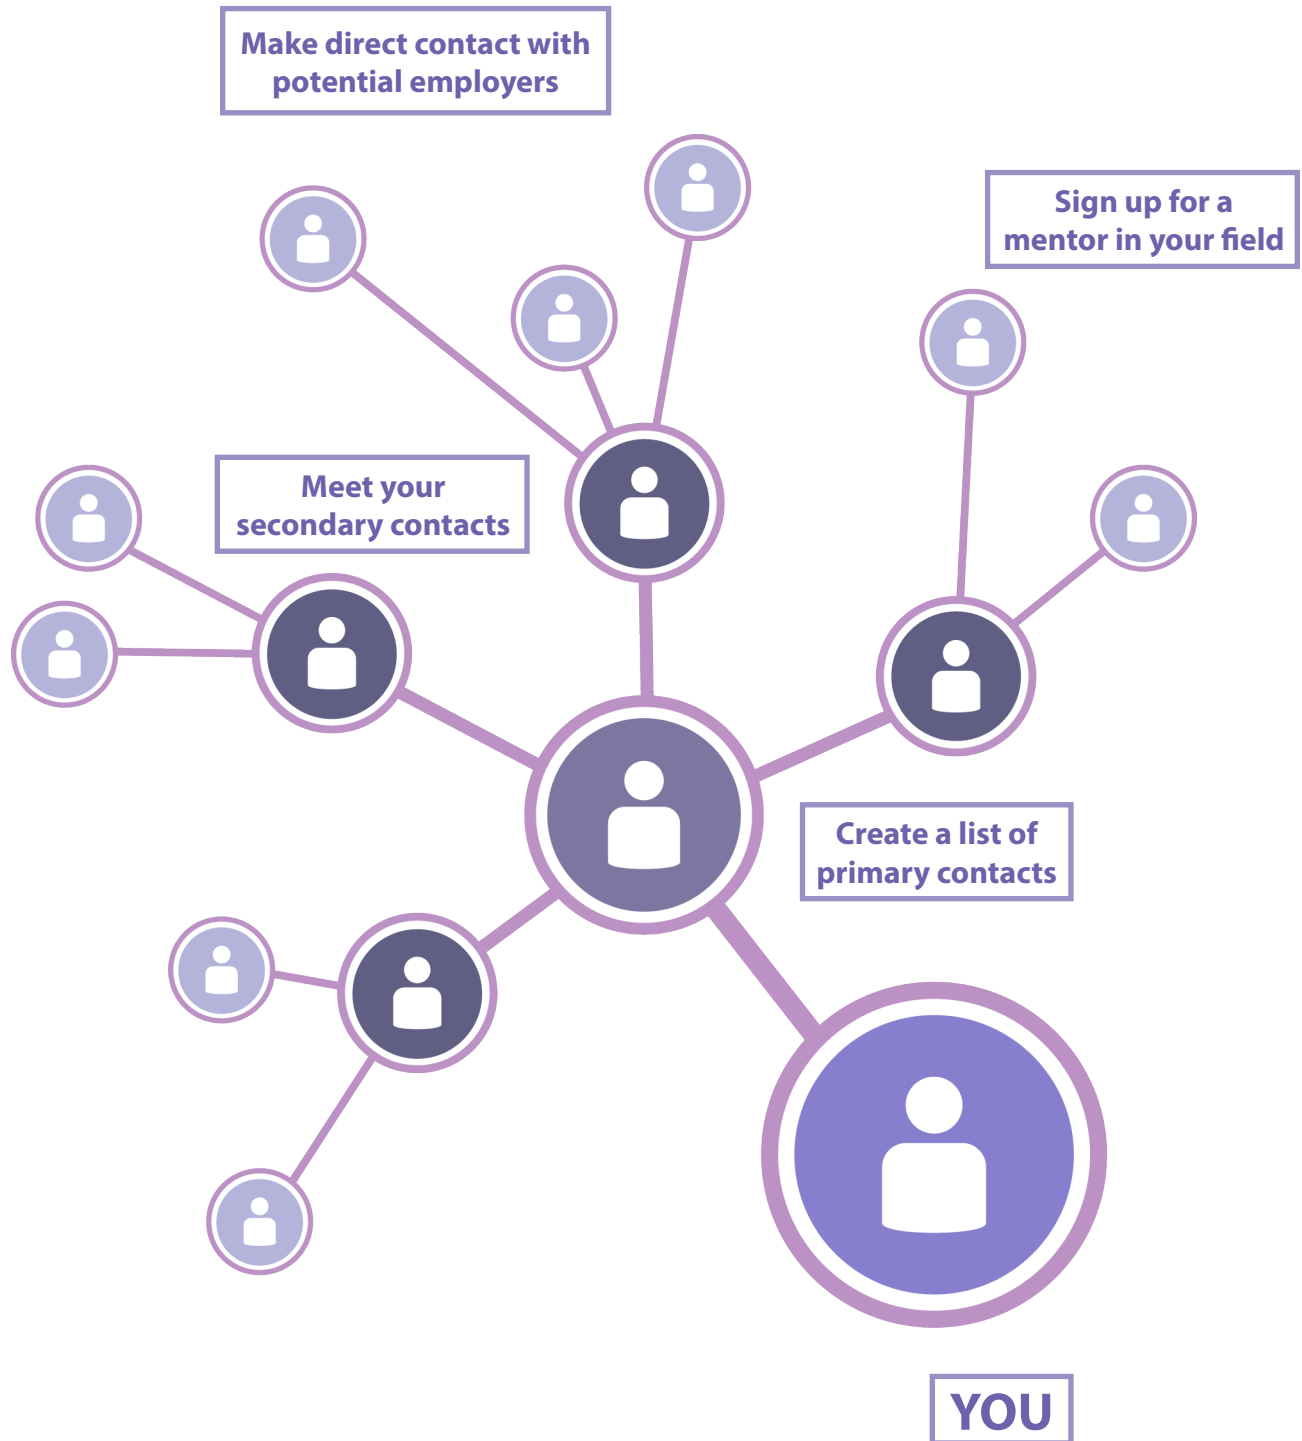 Make direct contact with
potential employers
Sign up for a
mentor in your field
Meet your
secondary contacts
Create a list of
primary contacts
YOU